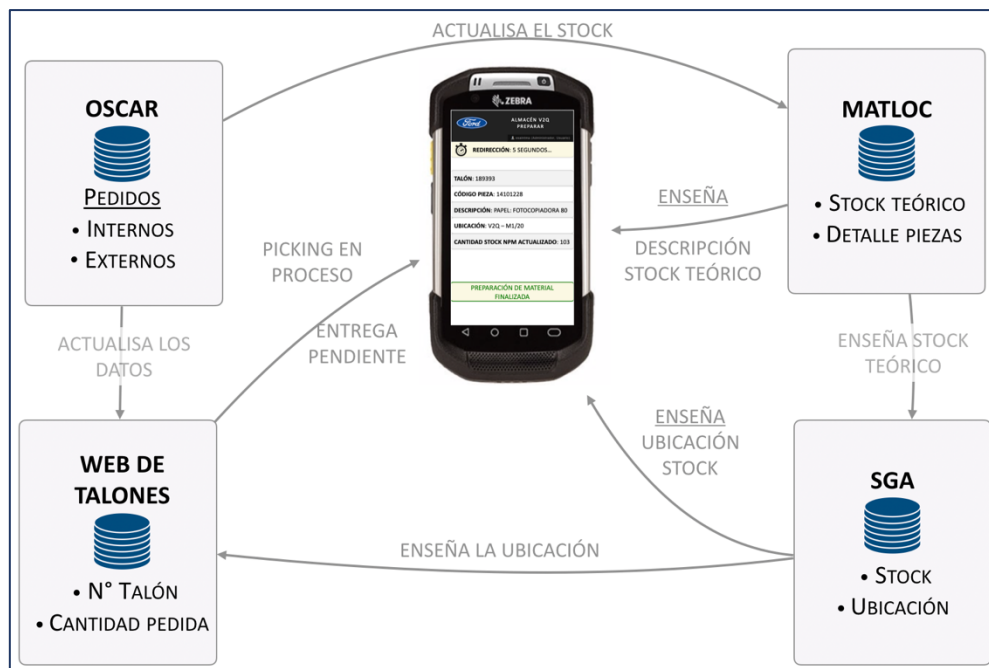 ACTUALISA EL STOCK
OSCAR
PEDIDOS
• INTERNOS
• EXTERNOS
MATLOC
• STOCK TEÓRICO
• DETALLE PIEZAS
ZEBRA
Ford
ALMACÉN V2Q
PREPARAR
REDIRECCIÓN: 5 SEGUNDOS...
TALÓN: 189393
CÓDIGO PIEZA: 14101228
DESCRIPCIÓN: PAPEL: FOTOCOPIADORA 80
UBICACIÓN: V2Q – M1/20
CANTIDAD STOCK NPM ACTUALIZADO: 103
PREPARACIÓN DE MATERIAL
FINALIZADA
ENSEÑA
DESCRIPCIÓN
STOCK TEÓRICO
PICKING EN
PROCESO
ENTREGA
PENDIENTE
ACTUALISA LOS
DATOS
ENSEÑA STOCK
TEÓRICO
ENSEÑA
UBICACIÓN
STOCK
WEB DE
TALONES
• N° TALÓN
• CANTIDAD PEDIDA
ENSEÑA LA UBICACIÓN
SGA
• STOCK
• UBICACIÓN